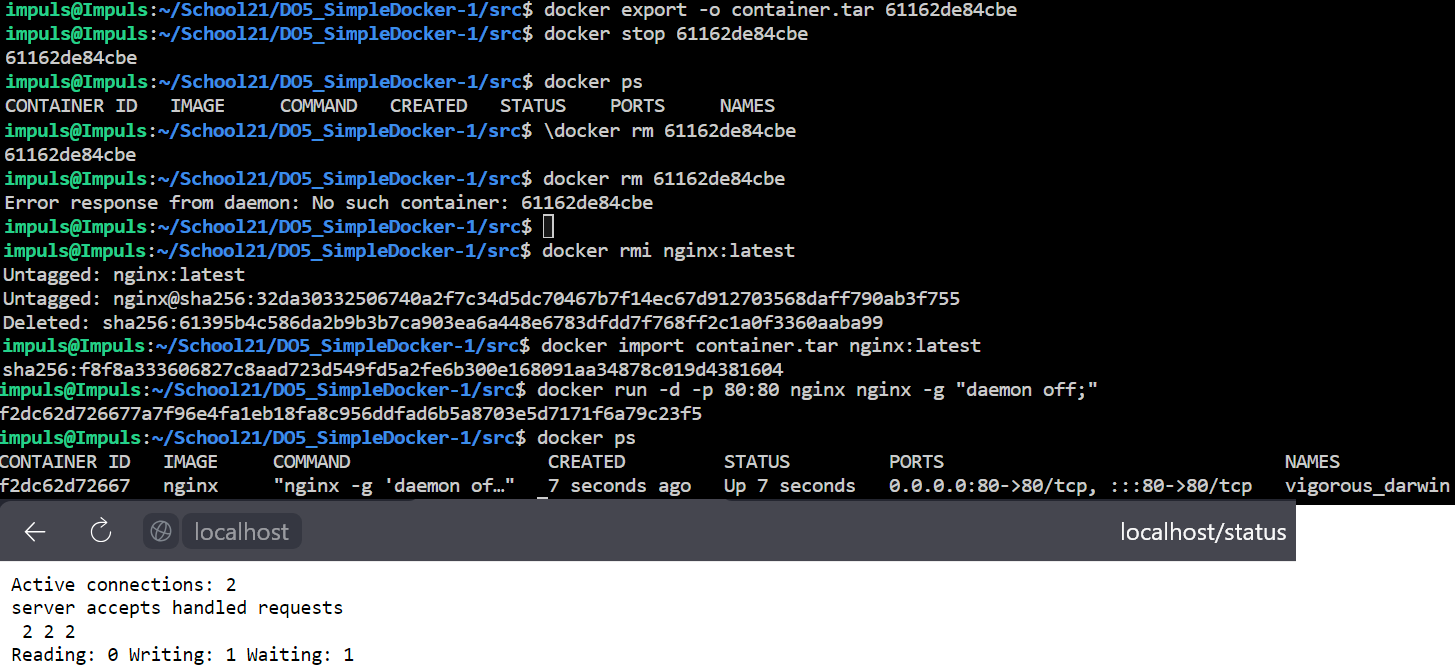 impuls@Impuls:~/School21/DO5_SimpleDocker-1/src$ docker export -o container.tar 61162de84cbe
impuls@Impuls:~/School21/DO5_SimpleDocker-1/src$ docker stop 61162de84cbe
61162de84cbe
impuls@Impuls:~/School21/DO5_SimpleDocker-1/src$ docker ps
CONTAINER ID   IMAGE     COMMAND   CREATED   STATUS    PORTS     NAMES
impuls@Impuls:~/School21/DO5_SimpleDocker-1/src$ \docker rm 61162de84cbe
61162de84cbe
impuls@Impuls:~/School21/DO5_SimpleDocker-1/src$ docker rm 61162de84cbe
Error response from daemon: No such container: 61162de84cbe
impuls@Impuls:~/School21/DO5_SimpleDocker-1/src$
impuls@Impuls:~/School21/DO5_SimpleDocker-1/src$ docker rmi nginx:latest
Untagged: nginx:latest
Untagged: nginx@sha256:32da30332506740a2f7c34d5dc70467b7f14ec67d912703568daff790ab3f755
Deleted: sha256:61395b4c586da2b9b3b7ca903ea6a448e6783dfdd7f768ff2c1a0f3360aaba99
impuls@Impuls:~/School21/DO5_SimpleDocker-1/src$ docker import container.tar nginx:latest
sha256:f8f8a333606827c8aad723d549fd5a2fe6b300e168091aa34878c019d4381604
impuls@Impuls:~/School21/DO5_SimpleDocker-1/src$ docker run -d -p 80:80 nginx nginx -g "daemon off;"
f2dc62d726677a7f96e4fa1eb18fa8c956ddfad6b5a8703e5d7171f6a79c23f5
impuls@Impuls:~/School21/DO5_SimpleDocker-1/src$ docker ps
CONTAINER ID   IMAGE     COMMAND                  CREATED         STATUS         PORTS                               NAMES
f2dc62d72667   nginx     "nginx -g 'daemon of…"   _7 seconds ago   Up 7 seconds   0.0.0.0:80->80/tcp, :::80->80/tcp   vigorous_darwin
localhost localhost/status
Active connections: 2
server accepts handled requests
2 2 2
Reading: 0 Writing: 1 Waiting: 1